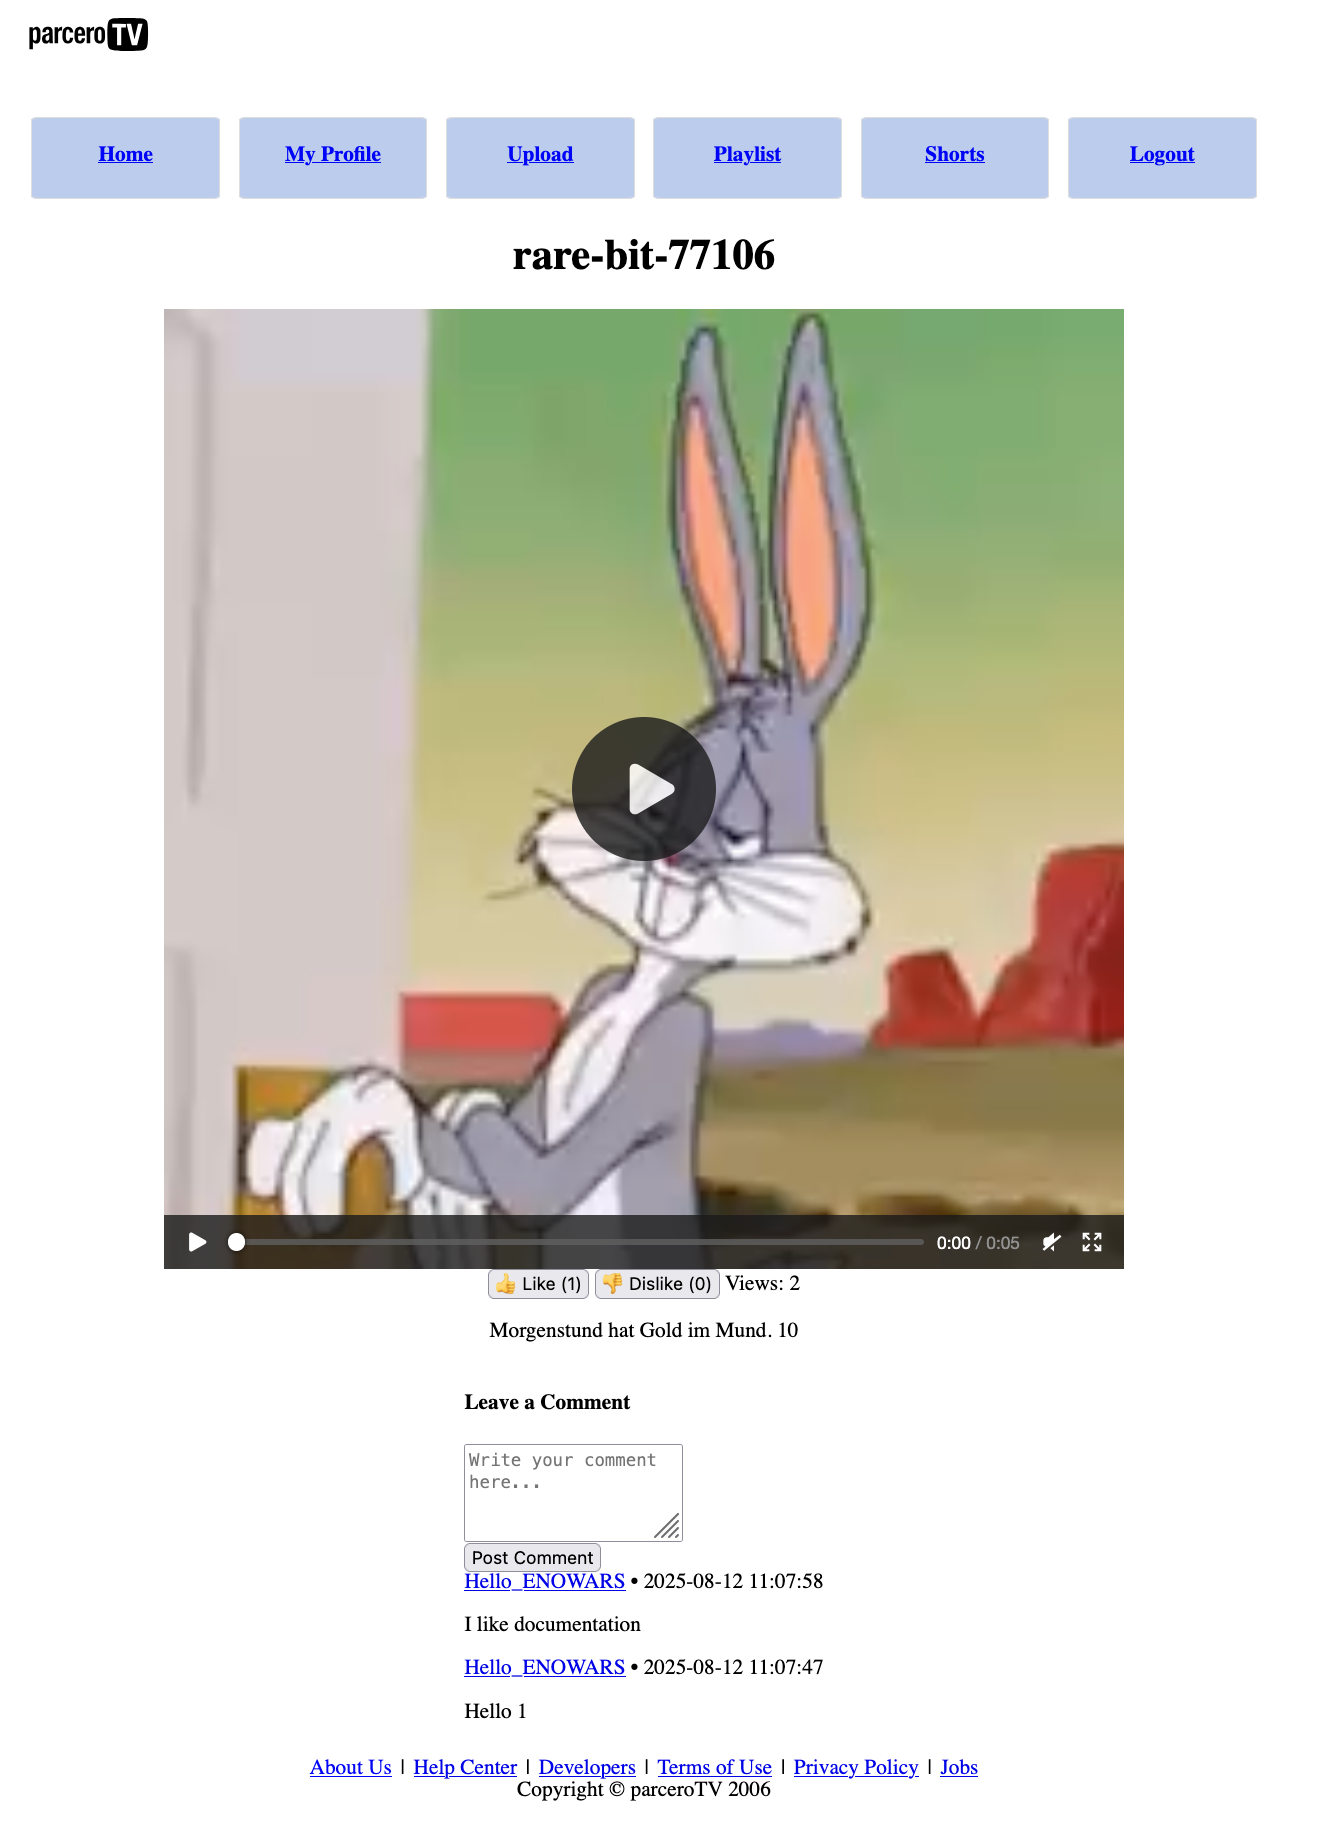 parceroTV
Home
My Profile
Upload
Playlist
Shorts
Logout
rare-bit-77106
0:00 / 0:05
👍 Like (1) 👎 Dislike (0) Views: 2
Morgenstund hat Gold im Mund. 10
Leave a Comment
Write your comment
here...
Post Comment
Hello_ENOWARS • 2025-08-12 11:07:58
I like documentation
Hello_ENOWARS • 2025-08-12 11:07:47
Hello 1
About Us | Help Center | Developers | Terms of Use | Privacy Policy | Jobs
Copyright © parceroTV 2006